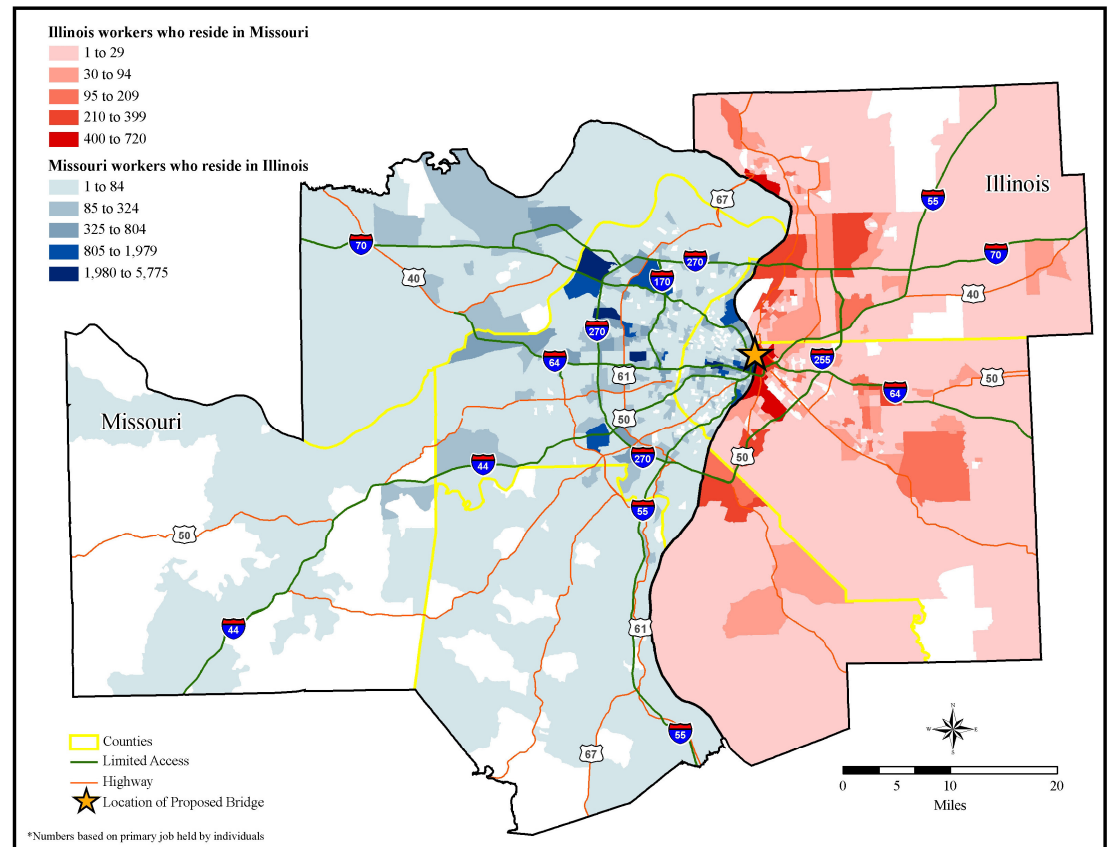 Illinois workers who reside in Missouri
1 to 29
30 to 94
95 to 209
210 to 399
400 to 720
Missouri workers who reside in Illinois
1 to 84
85 to 324
325 to 804
805 to 1,979
1,980 to 5,775
Illinois
67
55
70
270
70
170
40
40
270
64
255
61
50
64
Missouri
50
50
270
44
55
50
61
44
55
67
N
W
E
S
Counties
Limited Access
Highway
Location of Proposed Bridge
0 5 10 20
Miles
*Numbers based on primary job held by individuals